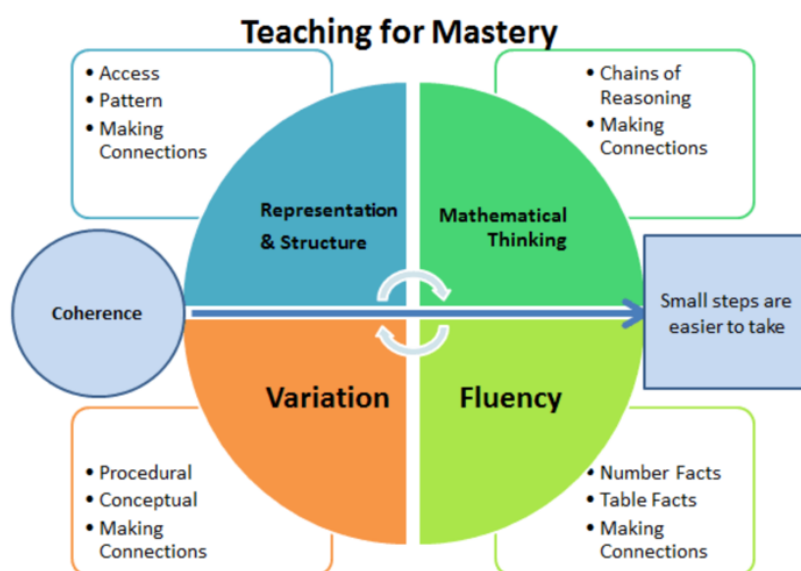 Teaching for Mastery
• Access
• Pattern
• Making
Connections
• Chains of
Reasoning
• Making
Connections
Representation
& Structure
Mathematical
Thinking
Coherence
Small steps are
easier to take
Variation
Fluency
• Procedural
• Conceptual
• Making
Connections
• Number Facts
• Table Facts
• Making
Connections